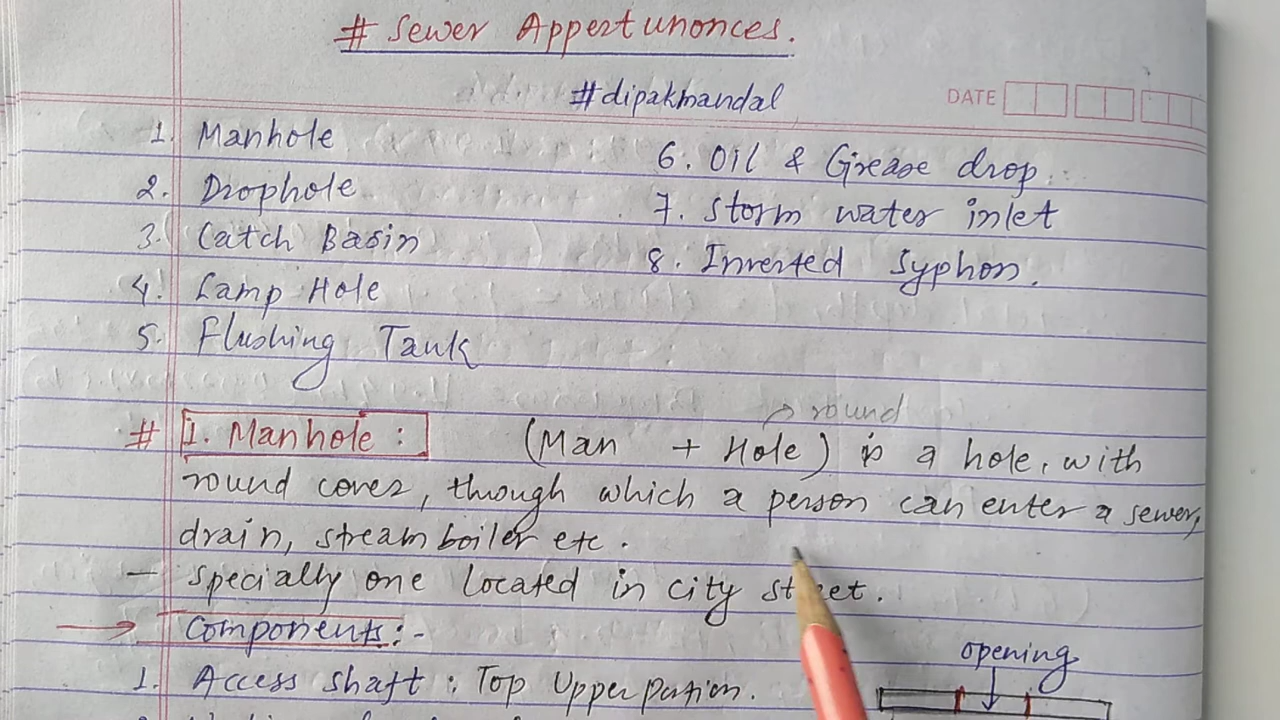 # Sewer Appertunonces.
#dipakmandal
DATE
1. Manhole
2. Drophole
3. Catch Basin
4. Lamp Hole
5. Flushing Tank
6. Oil & Grease drop.
7. Storm water inlet
8. Inverted Syphon.
round
# 1. Manhole : (Man + Hole) is a hole, with
round cover, though which a person can enter a sewer,
drain, stream boiler etc.
- Specially one located in city street.
→ Components:-
opening
1. Access shaft : Top Upper pation.